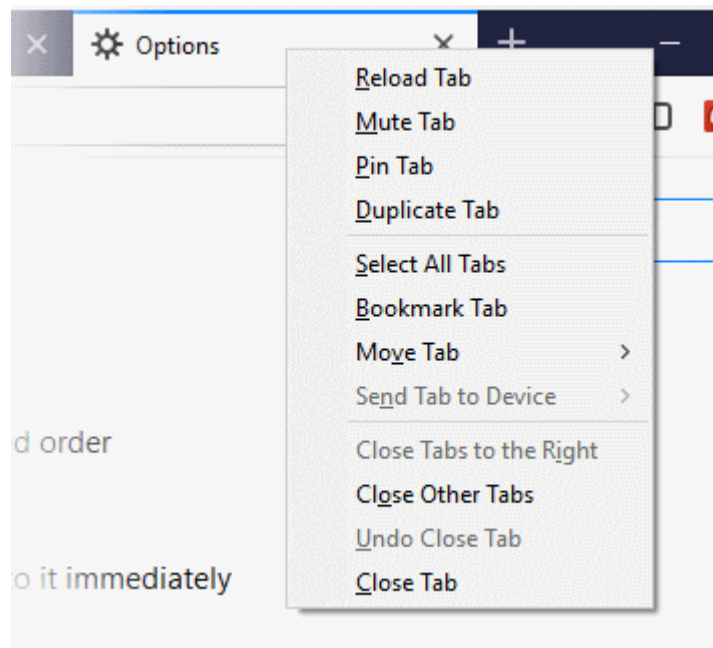 Options
Reload Tab
Mute Tab
Pin Tab
Duplicate Tab
Select All Tabs
Bookmark Tab
Move Tab
Send Tab to Device
Close Tabs to the Right
d order
Close Other Tabs
Undo Close Tab
o it immediately
Close Tab